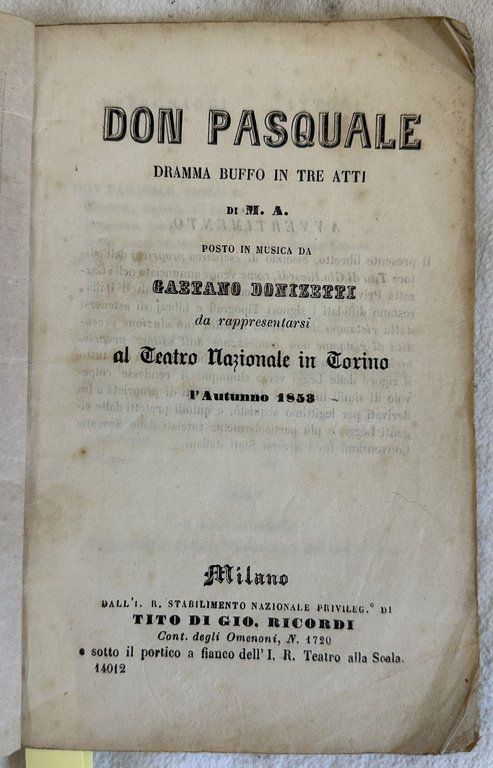 DON PASQUALE
DRAMMA BUFFO IN TRE ATTI
DI M. A.
POSTO IN MUSICA DA
GAETANO DONIZETTI
da rappresentarsi
al Teatro Nazionale in Torino
l'Autunno 1853
Milano
DALL'I. R. STABILIMENTO NAZIONALE PRIVILEG.° DI
TITO DI GIO. RICORDI
Cont. degli Omenoni, N. 1720
e sotto il portico a fianco dell'I. R. Teatro alla Scala.
14012